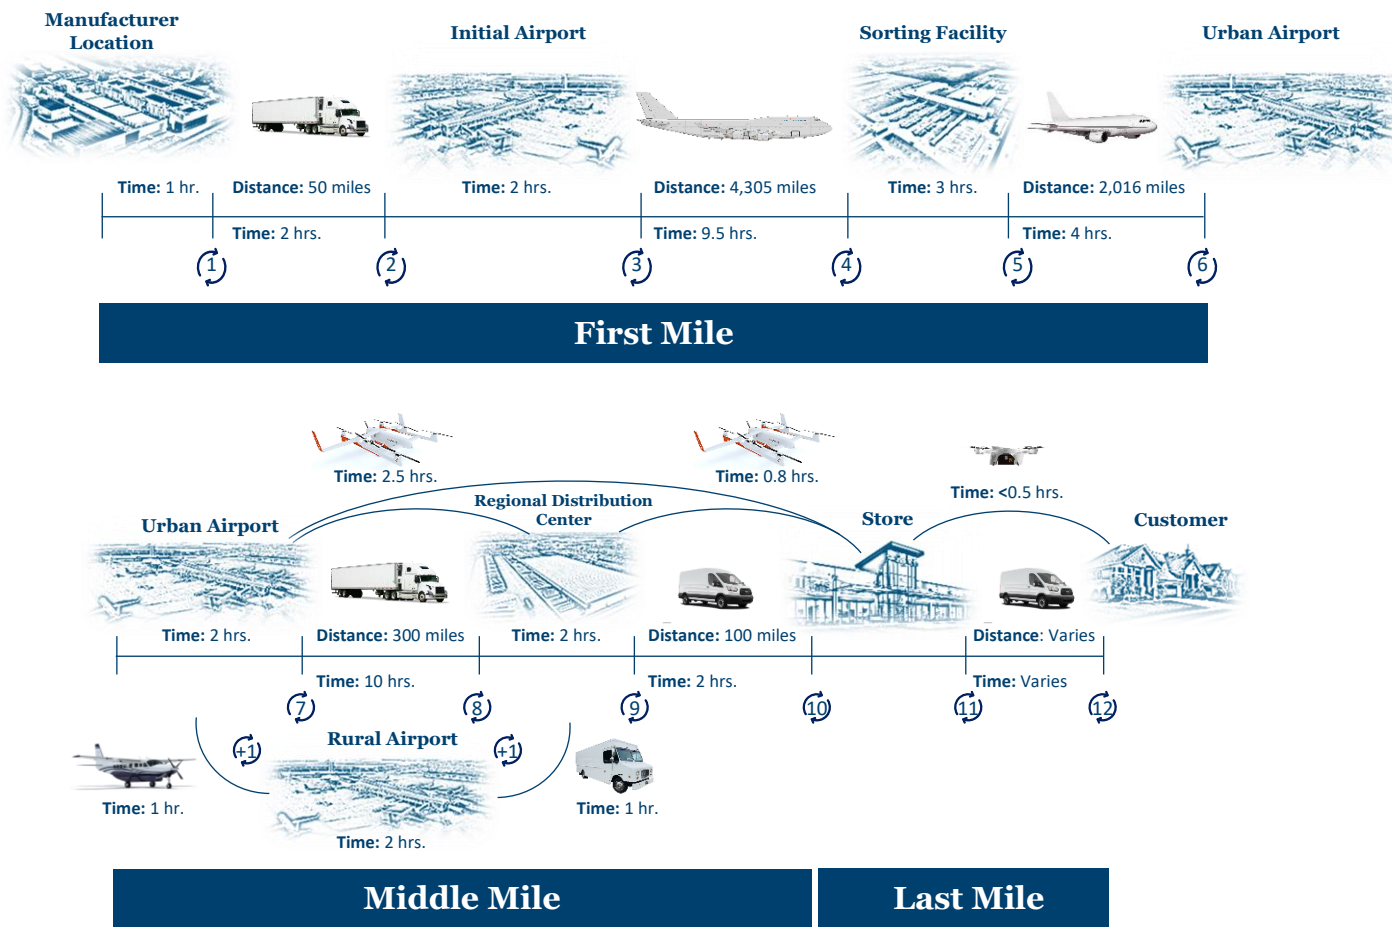 Manufacturer
Location
Initial Airport
Sorting Facility
Urban Airport
Time: 1 hr.
Distance: 50 miles
Time: 2 hrs.
Distance: 4,305 miles
Time: 3 hrs.
Distance: 2,016 miles
Time: 2 hrs.
Time: 9.5 hrs.
Time: 4 hrs.
1
2
3
4
5
6
First Mile
Time: 2.5 hrs.
Time: 0.8 hrs.
Time: <0.5 hrs.
Regional Distribution
Center
Urban Airport
Store
Customer
Time: 2 hrs.
Distance: 300 miles
Time: 2 hrs.
Distance: 100 miles
Distance: Varies
Time: 10 hrs.
Time: 2 hrs.
Time: Varies
7
8
9
10
11
12
+1
Rural Airport
+1
Time: 1 hr.
Time: 2 hrs.
Time: 1 hr.
Middle Mile
Last Mile